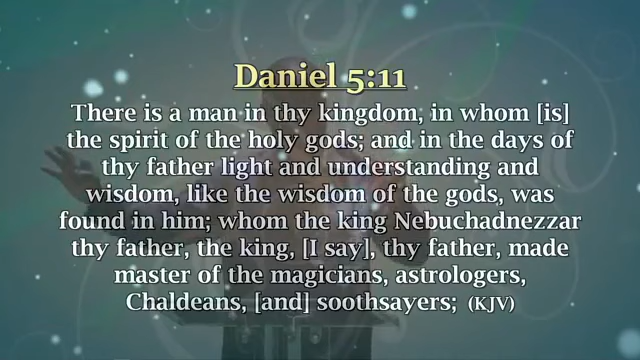 Daniel 5:11
There is a man in thy kingdom, in whom [is]
the spirit of the holy gods; and in the days of
thy father light and understanding and
wisdom, like the wisdom of the gods, was
found in him; whom the king Nebuchadnezzar
thy father, the king, [I say], thy father, made
master of the magicians, astrologers,
Chaldeans, [and] soothsayers; (KJV)